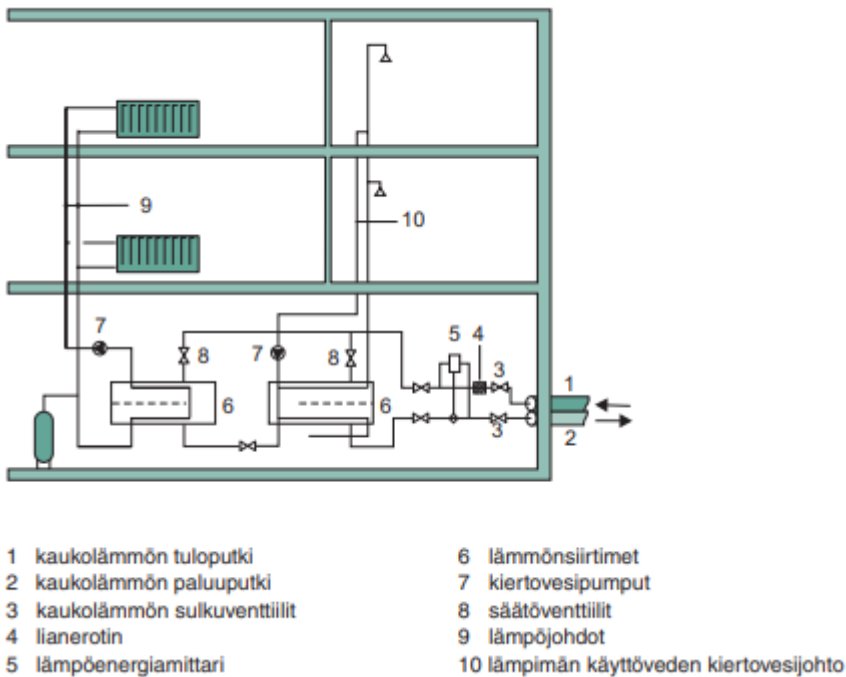 9
10
7
8
7
8
5
4
3
1
6
6
3
2
1 kaukolämmön tuloputki
2 kaukolämmön paluuputki
3 kaukolämmön sulkuventtiilit
4 lianerotin
5 lämpöenergiamittari
6 lämmönsiirtimet
7 kiertovesipumput
8 säätöventtiilit
9 lämpöjohdot
10 lämpimän käyttöveden kiertovesijohto